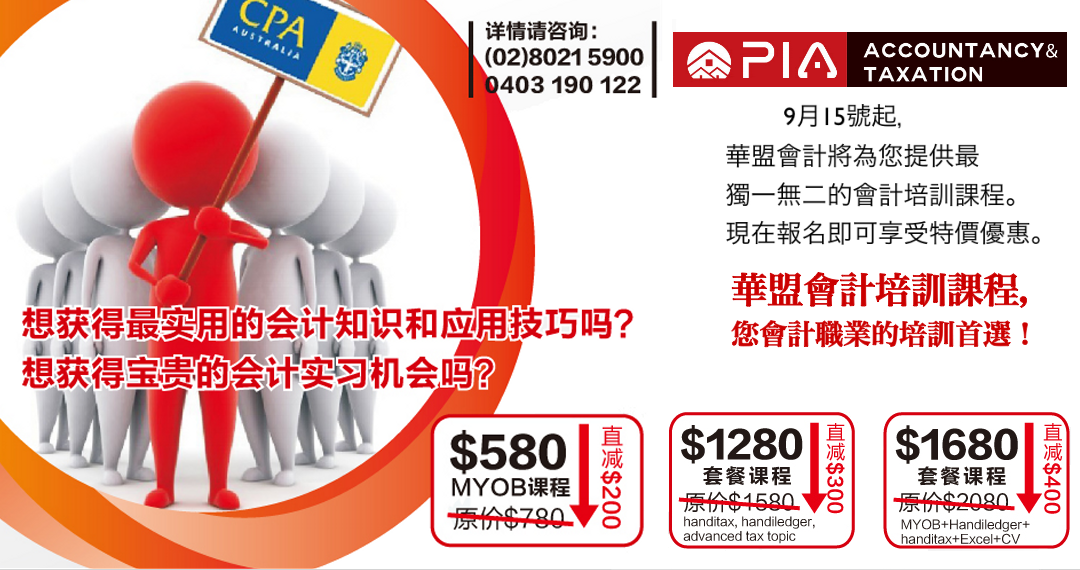 CPA
AUSTRALIA
详情请咨询：
(02)8021 5900
0403 190 122
PIA
ACCOUNTANCY&
TAXATION
9月15號起，
華盟會計將為您提供最
獨一無二的會計培訓課程。
現在報名即可享受特價優惠。
華盟會計培訓課程，
您會計職業的培訓首選！
想获得最实用的会计知识和应用技巧吗？
想获得宝贵的会计实习机会吗？
$580
MYOB课程
原价$780
直减$200
$1280
套餐课程
原价$1580
handitax, handiledger,
advanced tax topic
直减$300
$1680
套餐课程
原价$2080
MYOB+Handiledger+
handitax+Excel+CV
直减$400